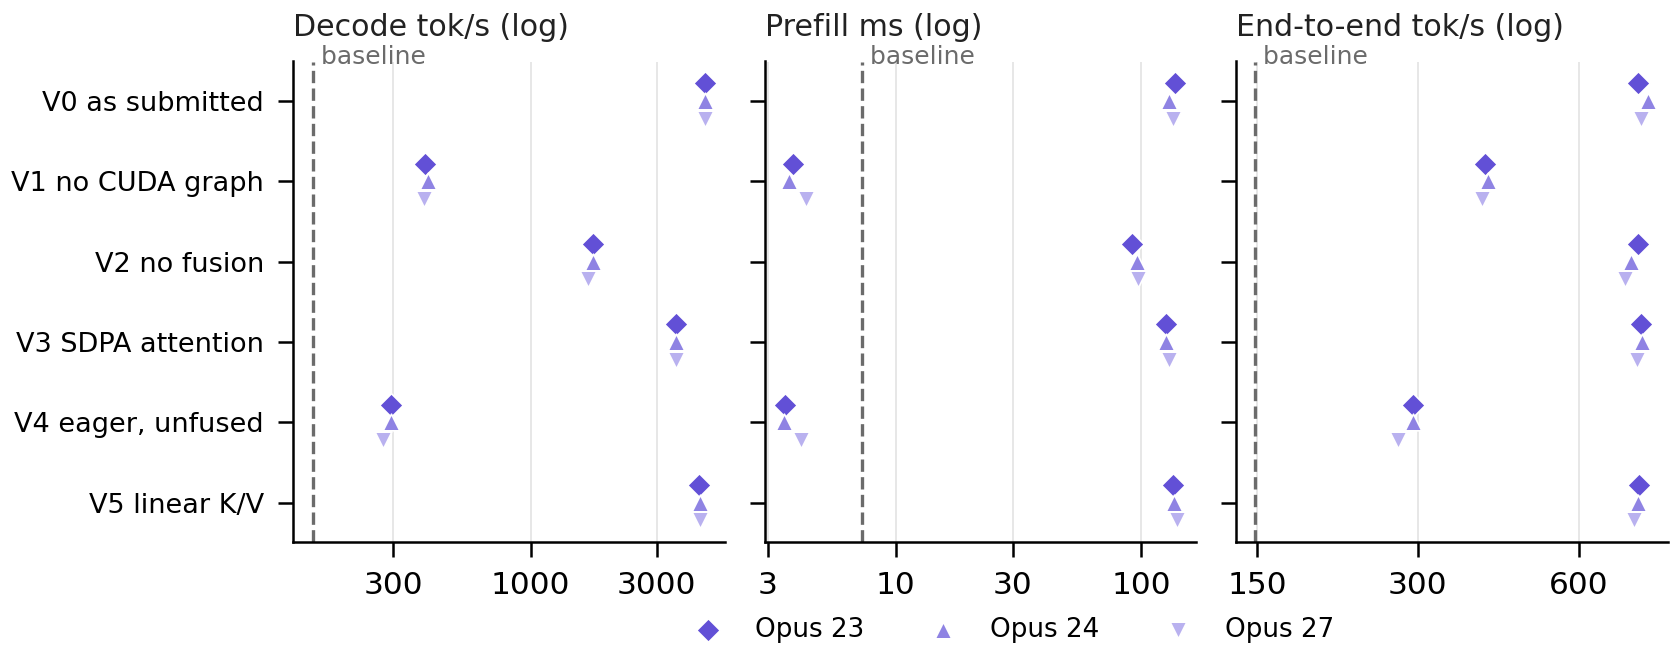 Decode tok/s (log)
Prefill ms (log)
End-to-end tok/s (log)
baseline
baseline
baseline
V0 as submitted
V1 no CUDA graph
V2 no fusion
V3 SDPA attention
V4 eager, unfused
V5 linear K/V
300 1000 3000
3 10 30 100
150 300 600
Opus 23 Opus 24 Opus 27